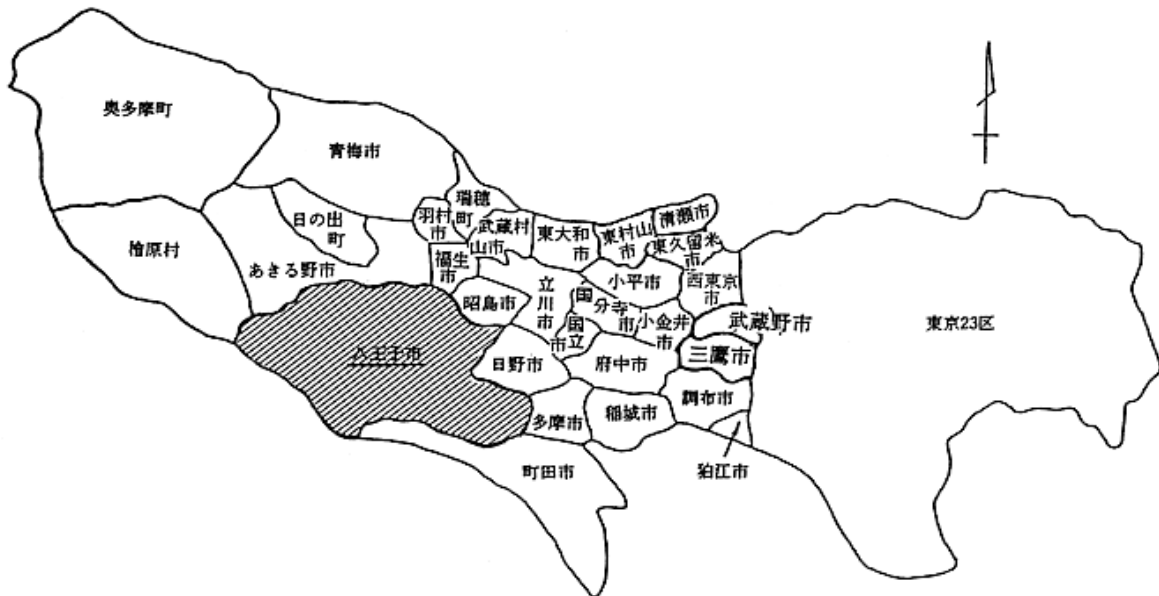 奥多摩町
青梅市
瑞穂町
羽村市
武蔵村山市
東大和市
東村山市
清瀬市
東久留米市
日の出町
檜原村
あきる野市
福生市
昭島市
立川市
国分寺市
小平市
西東京市
小金井市
武蔵野市
東京23区
八王子市
日野市
国立市
府中市
三鷹市
調布市
多摩市
稲城市
狛江市
町田市